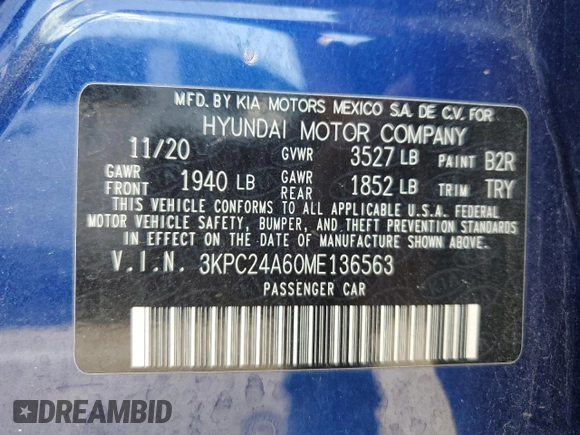 MFD. BY KIA MOTORS MEXICO S.A. DE C.V. FOR
HYUNDAI MOTOR COMPANY
11/20 GVWR 3527 LB PAINT B2R
GAWR FRONT 1940 LB GAWR REAR 1852 LB TRIM TRY
THIS VEHICLE CONFORMS TO ALL APPLICABLE U.S.A. FEDERAL
MOTOR VEHICLE SAFETY, BUMPER, AND THEFT PREVENTION STANDARDS
IN EFFECT ON THE DATE OF MANUFACTURE SHOWN ABOVE.
V.I.N. 3KPC24A60ME136563
PASSENGER CAR
DREAMBID